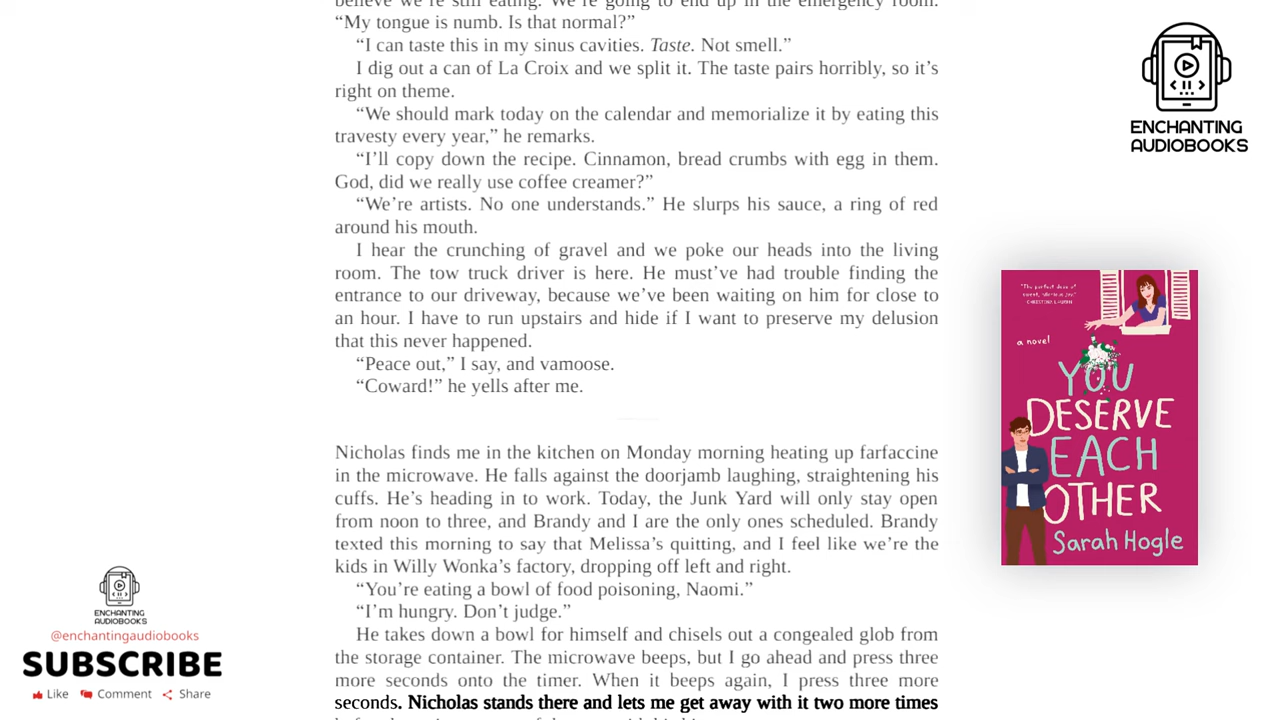 believe we're still eating. We're going to end up in the emergency room.
“My tongue is numb. Is that normal?”
“I can taste this in my sinus cavities. Taste. Not smell.”
I dig out a can of La Croix and we split it. The taste pairs horribly, so it’s
right on theme.
“We should mark today on the calendar and memorialize it by eating this
travesty every year,” he remarks.
“I’ll copy down the recipe. Cinnamon, bread crumbs with egg in them.
God, did we really use coffee creamer?”
“We’re artists. No one understands.” He slurps his sauce, a ring of red
around his mouth.
I hear the crunching of gravel and we poke our heads into the living
room. The tow truck driver is here. He must’ve had trouble finding the
entrance to our driveway, because we’ve been waiting on him for close to
an hour. I have to run upstairs and hide if I want to preserve my delusion
that this never happened.
“Peace out,” I say, and vamoose.
“Coward!” he yells after me.
Nicholas finds me in the kitchen on Monday morning heating up farfaccine
in the microwave. He falls against the doorjamb laughing, straightening his
cuffs. He’s heading in to work. Today, the Junk Yard will only stay open
from noon to three, and Brandy and I are the only ones scheduled. Brandy
texted this morning to say that Melissa’s quitting, and I feel like we’re the
kids in Willy Wonka’s factory, dropping off left and right.
“You’re eating a bowl of food poisoning, Naomi.”
“I’m hungry. Don’t judge.”
He takes down a bowl for himself and chisels out a congealed glob from
the storage container. The microwave beeps, but I go ahead and press three
more seconds onto the timer. When it beeps again, I press three more
seconds. Nicholas stands there and lets me get away with it two more times
ENCHANTING
AUDIOBOOKS
a novel
YOU
DESERVE
EACH
OTHER
Sarah Hogle
ENCHANTING
AUDIOBOOKS
@enchantingaudiobooks
SUBSCRIBE
Like Comment Share